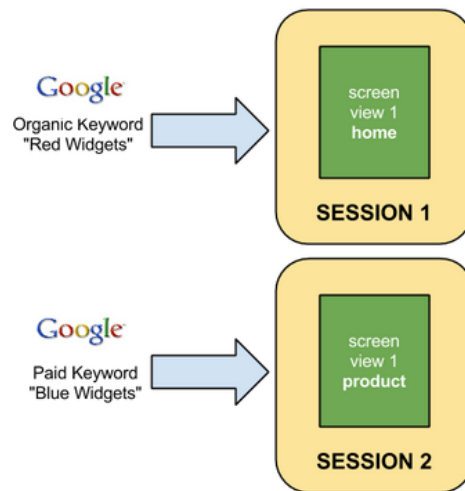 Google
Organic Keyword
"Red Widgets"
screen
view 1
home
SESSION 1
Google
Paid Keyword
"Blue Widgets"
screen
view 1
product
SESSION 2